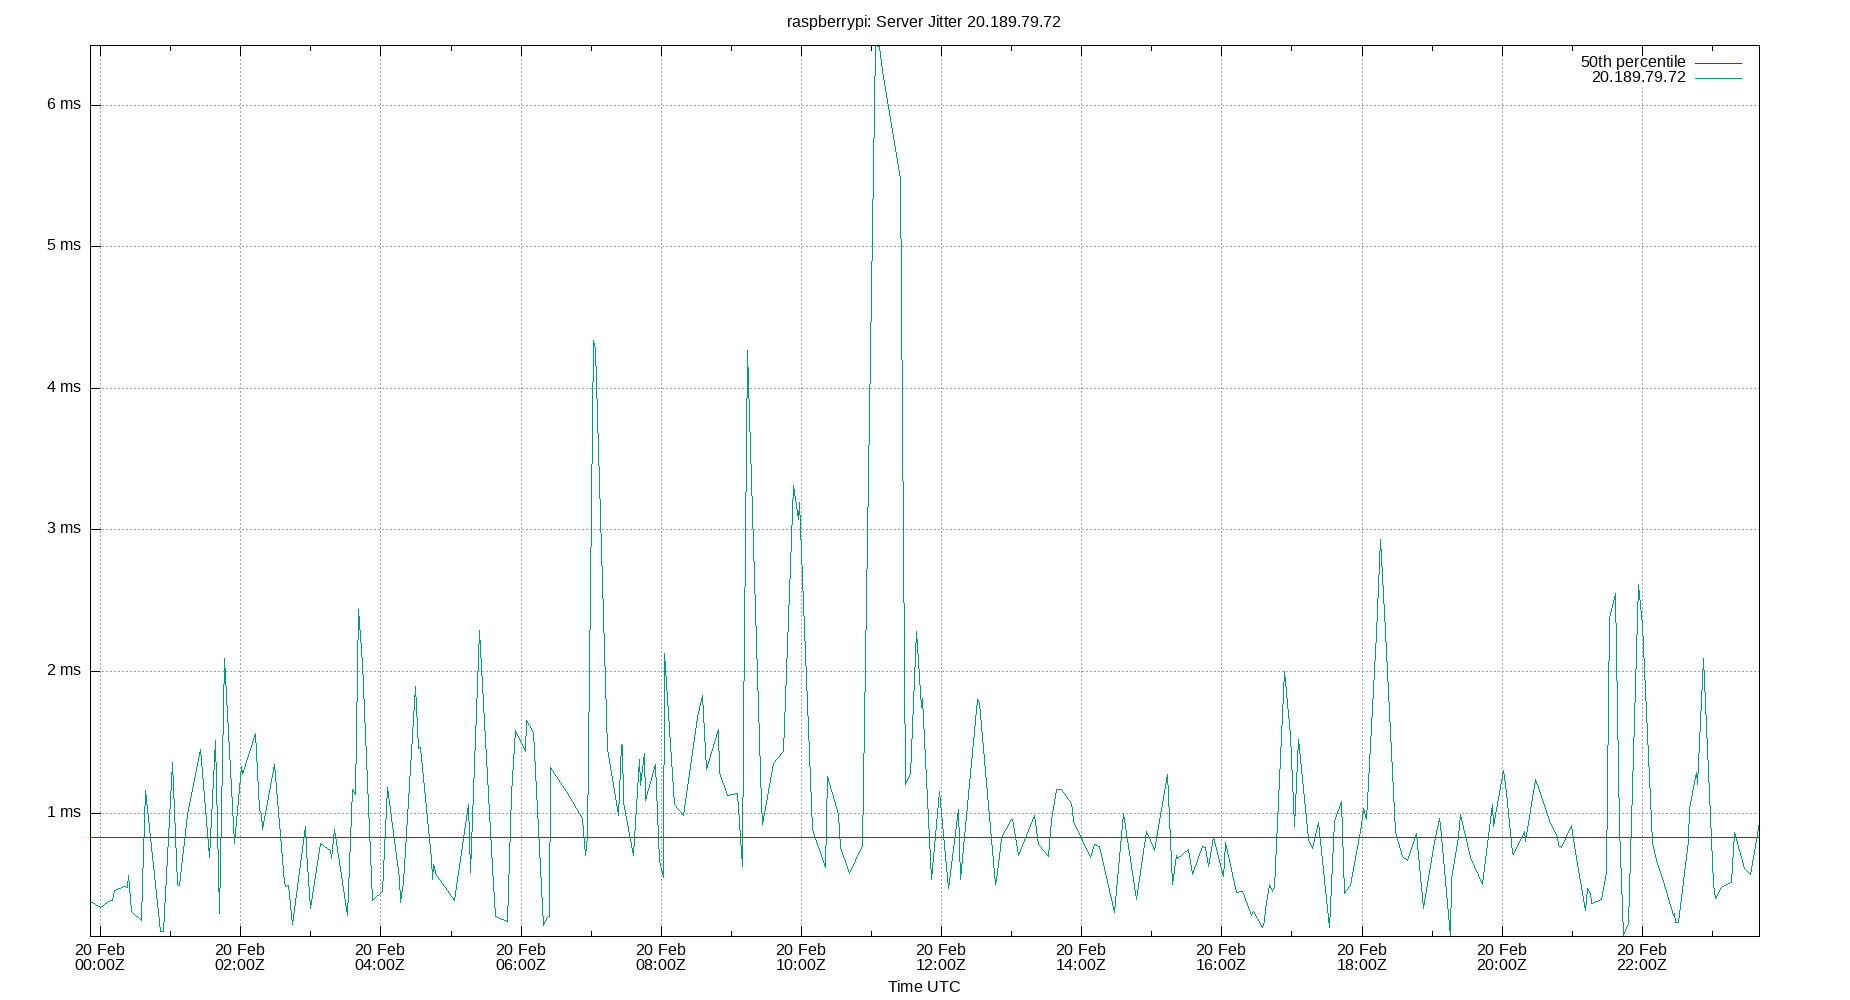 raspberrypi: Server Jitter 20.189.79.72
50th percentile
20.189.79.72
6 ms
5 ms
4 ms
3 ms
2 ms
1 ms
20 Feb 20 Feb 20 Feb 20 Feb 20 Feb 20 Feb 20 Feb 20 Feb 20 Feb 20 Feb 20 Feb 20 Feb
00:00Z 02:00Z 04:00Z 06:00Z 08:00Z 10:00Z 12:00Z 14:00Z 16:00Z 18:00Z 20:00Z 22:00Z
Time UTC